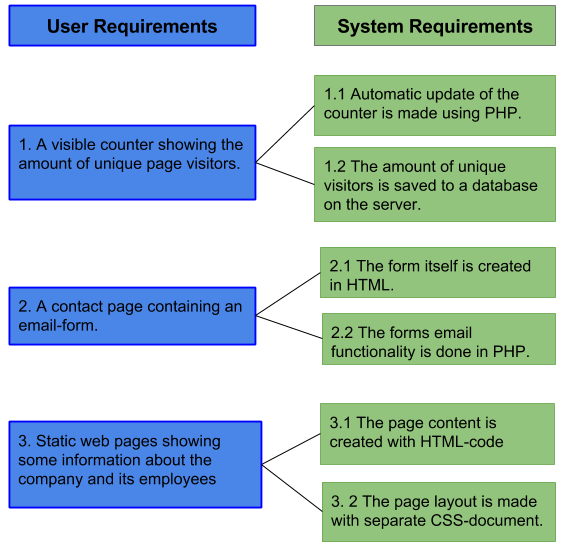 User Requirements
System Requirements
1. A visible counter showing the
amount of unique page visitors.
1.1 Automatic update of the
counter is made using PHP.
1.2 The amount of unique
visitors is saved to a database
on the server.
2. A contact page containing an
email-form.
2.1 The form itself is created
in HTML.
2.2 The forms email
functionality is done in PHP.
3. Static web pages showing
some information about the
company and its employees
3.1 The page content is
created with HTML-code
3. 2 The page layout is made
with separate CSS-document.